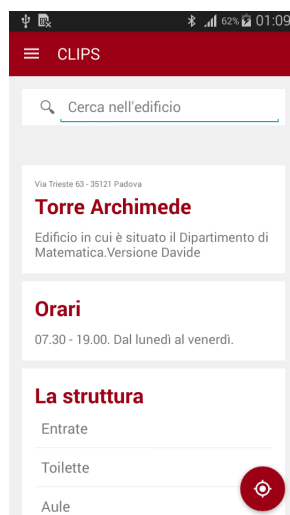 62% 01:09
CLIPS
Cerca nell'edificio
Via Trieste 63 - 35121 Padova
Torre Archimede
Edificio in cui è situato il Dipartimento di
Matematica.Versione Davide
Orari
07.30 - 19.00. Dal lunedì al venerdì.
La struttura
Entrate
Toilette
Aule